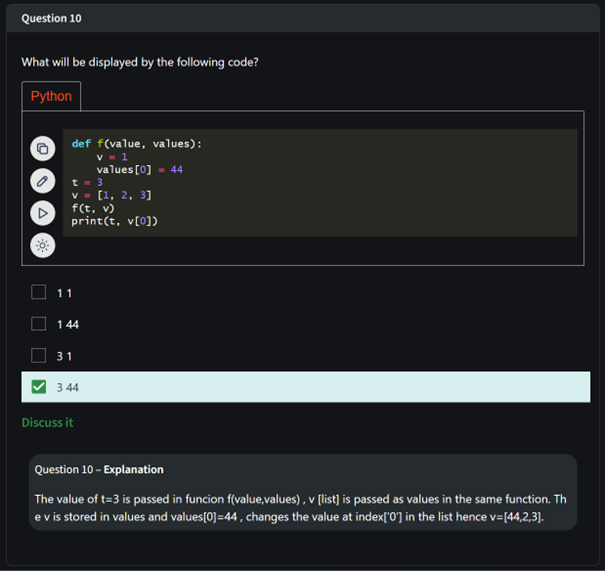 Question 10
What will be displayed by the following code?
Python
def f(value, values):
    v = 1
    values[0] = 44
t = 3
v = [1, 2, 3]
f(t, v)
print(t, v[0])
1 1
1 44
3 1
3 44
Discuss it
Question 10 – Explanation
The value of t=3 is passed in funcion f(value,values) , v [list] is passed as values in the same function. Th
e v is stored in values and values[0]=44 , changes the value at index['0'] in the list hence v=[44,2,3].